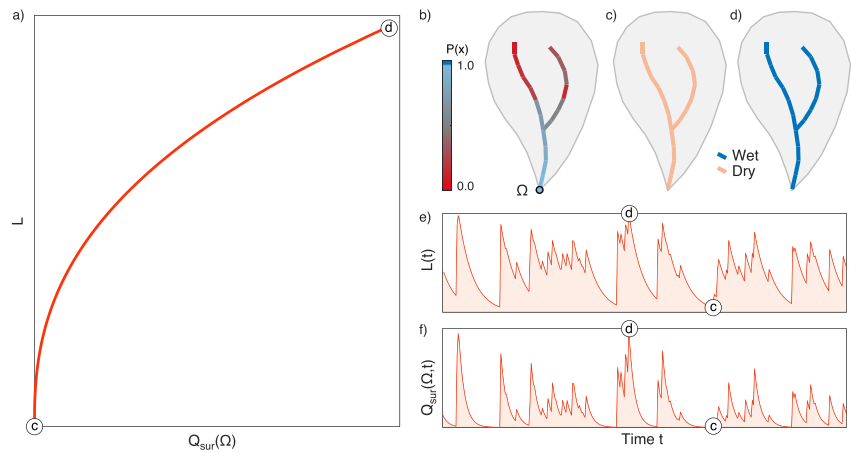 a)
d
L
c
Q_sur(Ω)
b)
P(x)
1.0
0.0
Ω
c)
d)
Wet
Dry
e)
L(t)
d
c
f)
Q_sur(Ω,t)
d
c
Time t